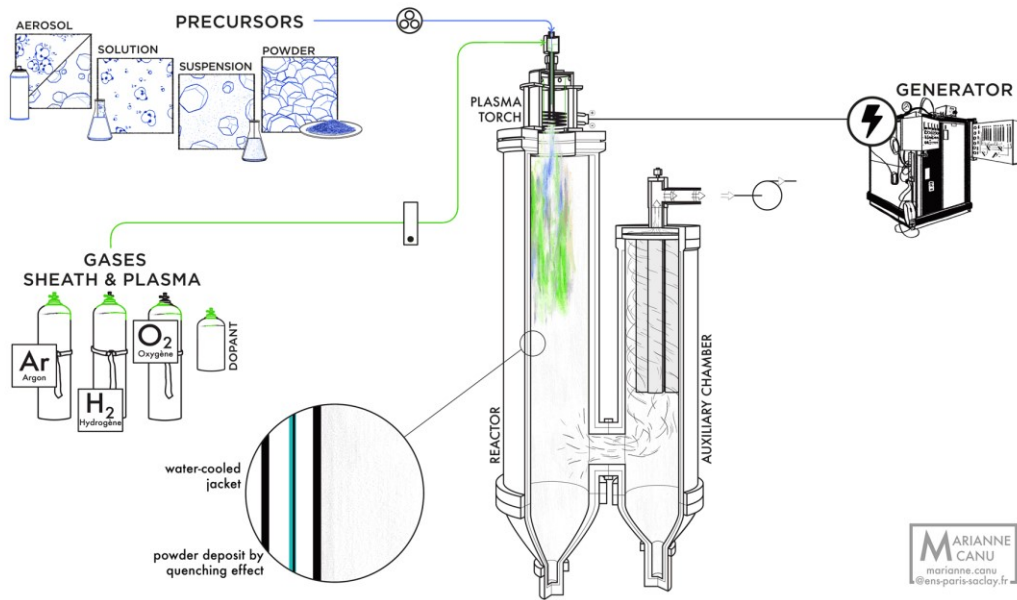 PRECURSORS
AEROSOL
SOLUTION
SUSPENSION
POWDER
PLASMA
TORCH
GENERATOR
GASES
SHEATH & PLASMA
Ar
Argon
H2
Hydrogène
O2
Oxygène
DOPANT
REACTOR
AUXILIARY CHAMBER
water-cooled
jacket
powder deposit by
quenching effect
MARIANNE
CANU
marianne.canu
@ens-paris-saclay.fr